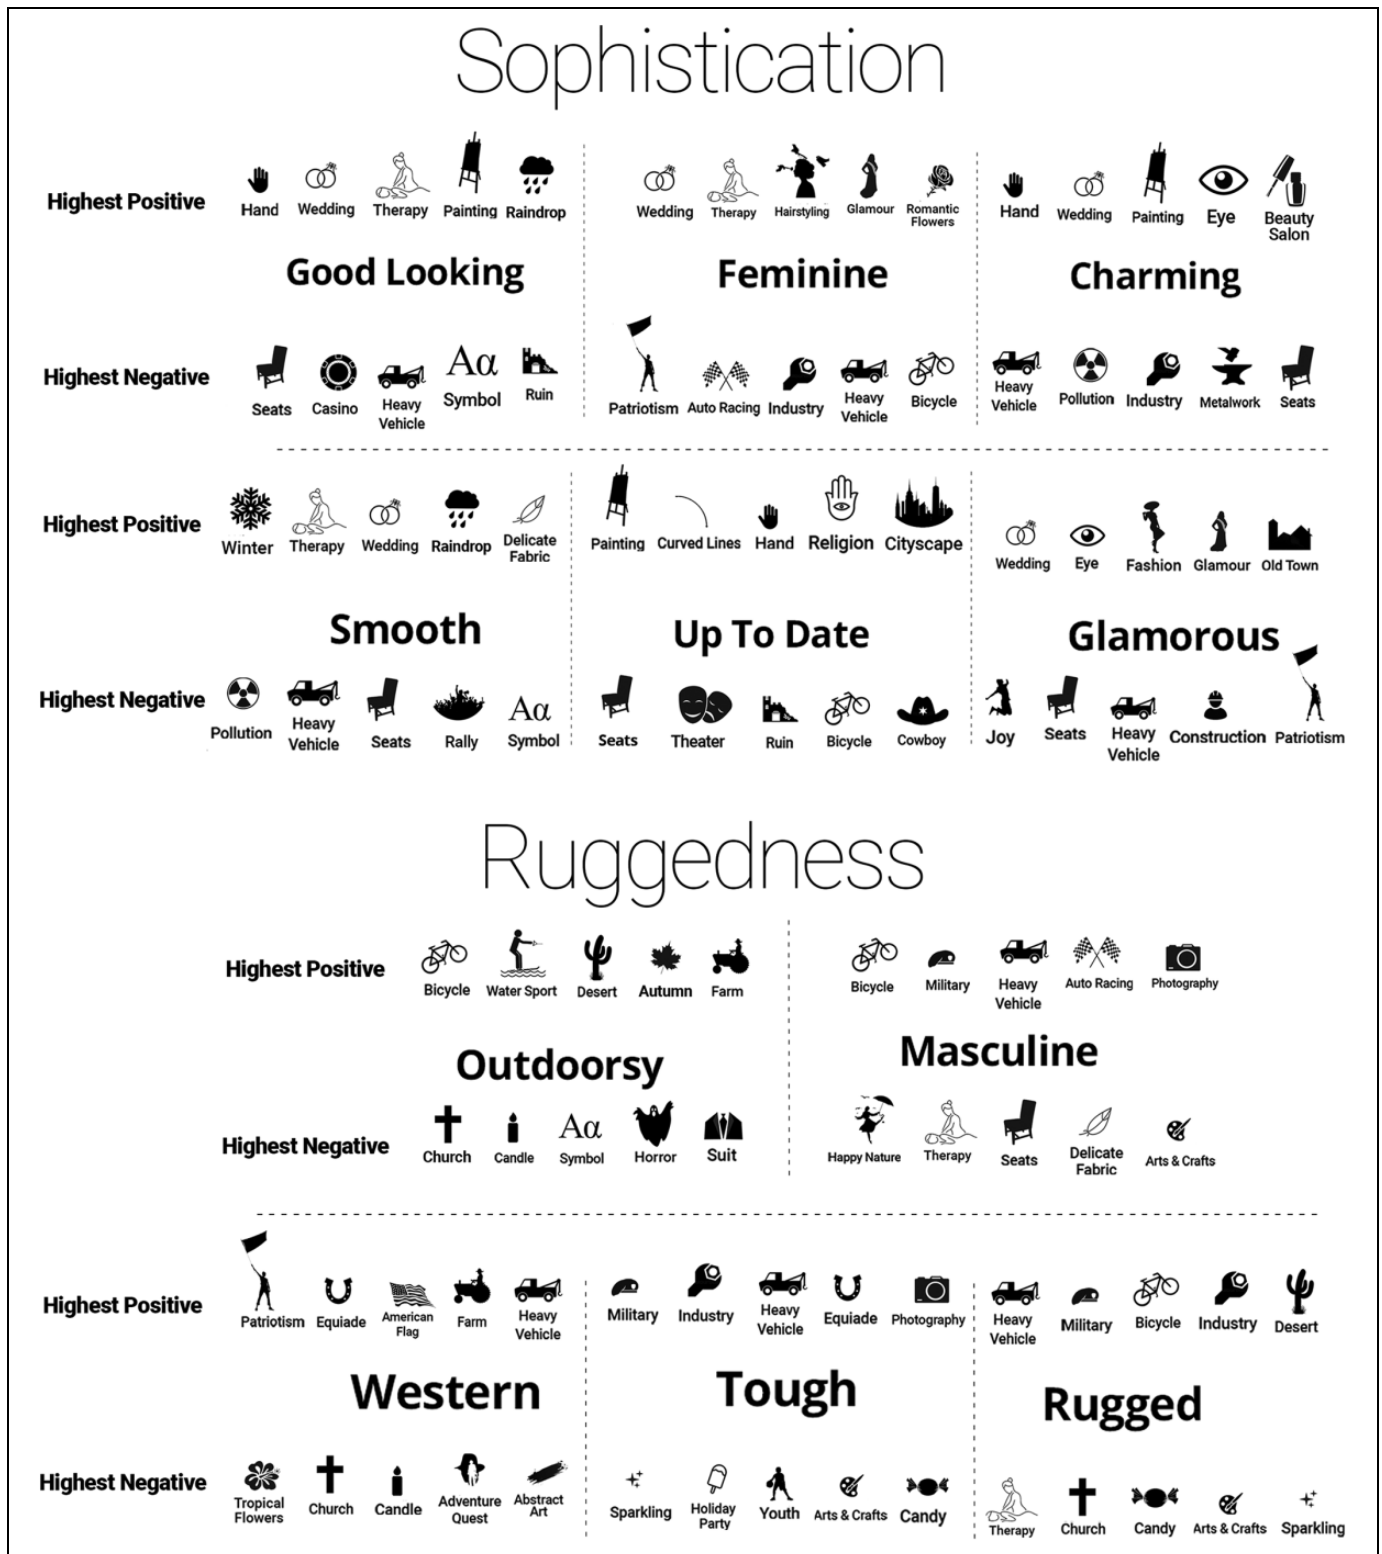 Sophistication
Highest Positive
Hand Wedding Therapy Painting Raindrop
Wedding Therapy Hairstyling Glamour Romantic Flowers
Hand Wedding Painting Eye Beauty Salon
Good Looking
Feminine
Charming
Highest Negative
Seats Casino Heavy Vehicle Aα Symbol Ruin
Patriotism Auto Racing Industry Heavy Vehicle Bicycle
Heavy Vehicle Pollution Industry Metalwork Seats
Highest Positive
Winter Therapy Wedding Raindrop Delicate Fabric
Painting Curved Lines Hand Religion Cityscape
Wedding Eye Fashion Glamour Old Town
Smooth
Up To Date
Glamorous
Highest Negative
Pollution Heavy Vehicle Seats Rally Aα Symbol
Seats Theater Ruin Bicycle Cowboy
Joy Seats Heavy Vehicle Construction Patriotism
Ruggedness
Highest Positive
Bicycle Water Sport Desert Autumn Farm
Bicycle Military Heavy Vehicle Auto Racing Photography
Outdoorsy
Masculine
Highest Negative
Church Candle Aα Symbol Horror Suit
Happy Nature Therapy Seats Delicate Fabric Arts & Crafts
Highest Positive
Patriotism Equiade American Flag Farm Heavy Vehicle
Military Industry Heavy Vehicle Equiade Photography
Heavy Vehicle Military Bicycle Industry Desert
Western
Tough
Rugged
Highest Negative
Tropical Flowers Church Candle Adventure Quest Abstract Art
Sparkling Holiday Party Youth Arts & Crafts Candy
Therapy Church Candy Arts & Crafts Sparkling